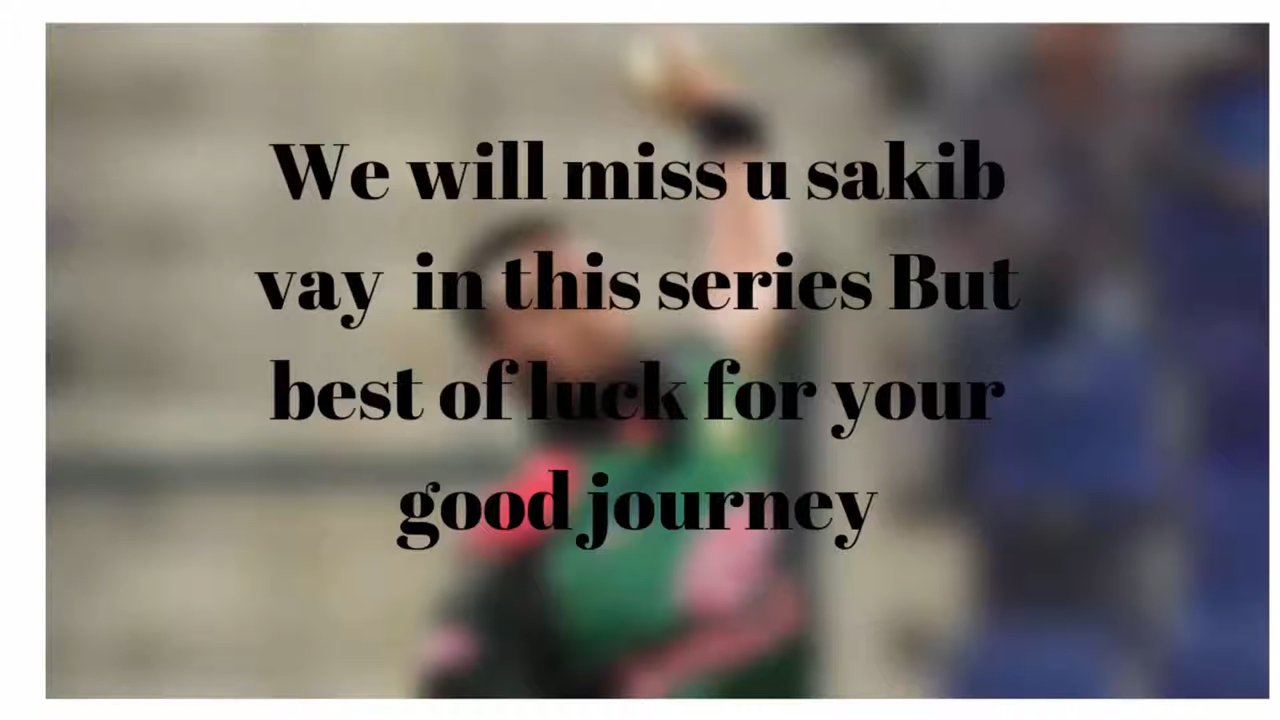 We will miss u sakib
vay in this series But
best of luck for your
good journey